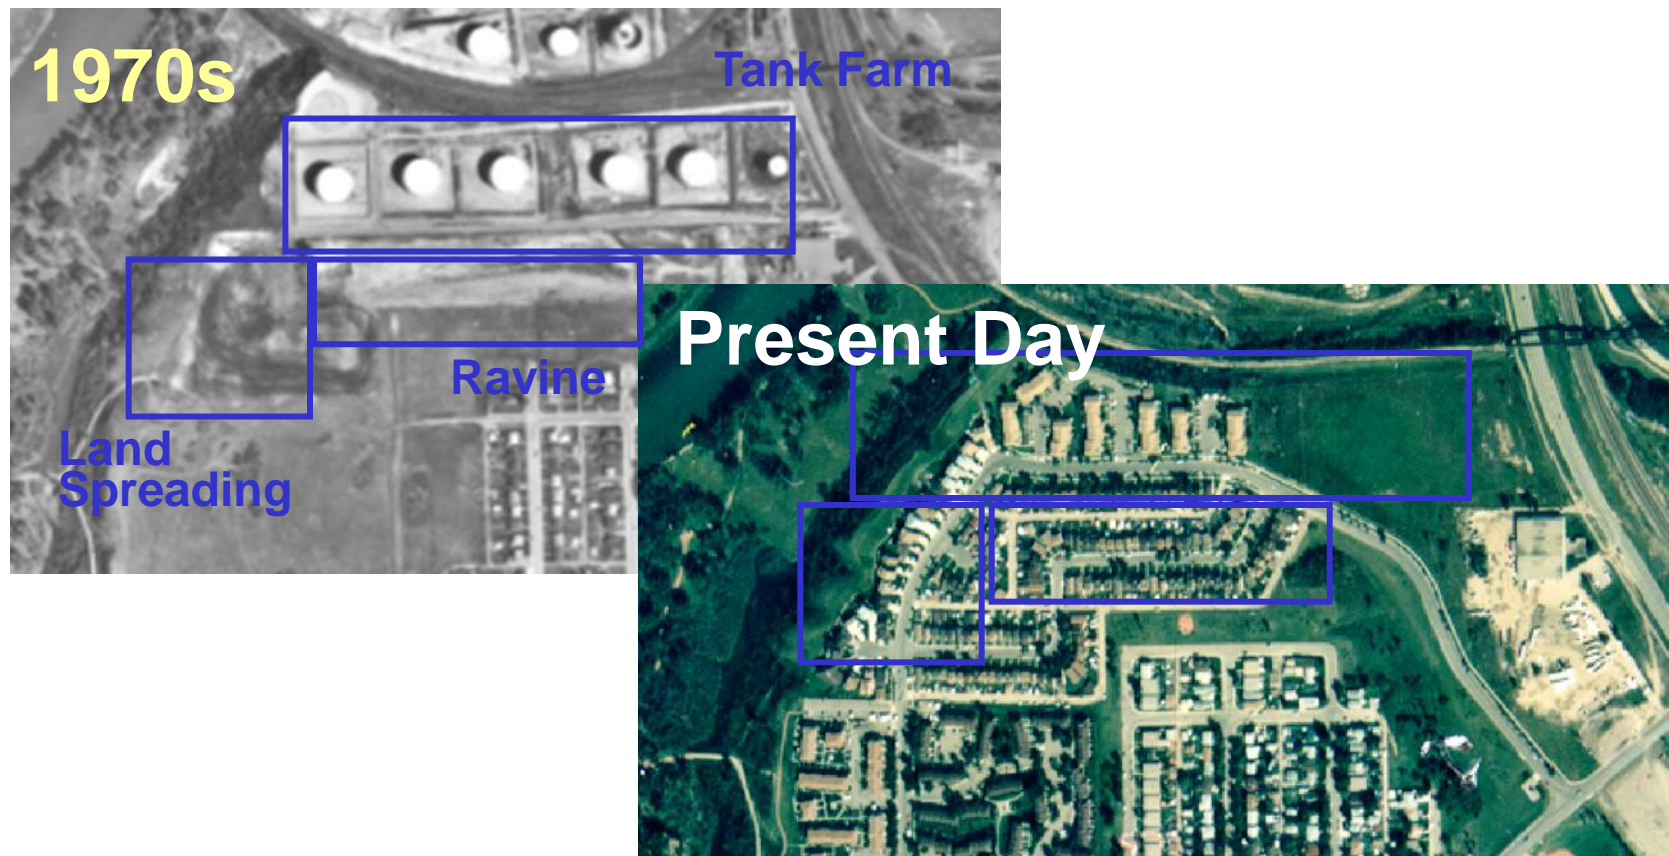 1970s
Tank Farm
Ravine
Land
Spreading
Present Day